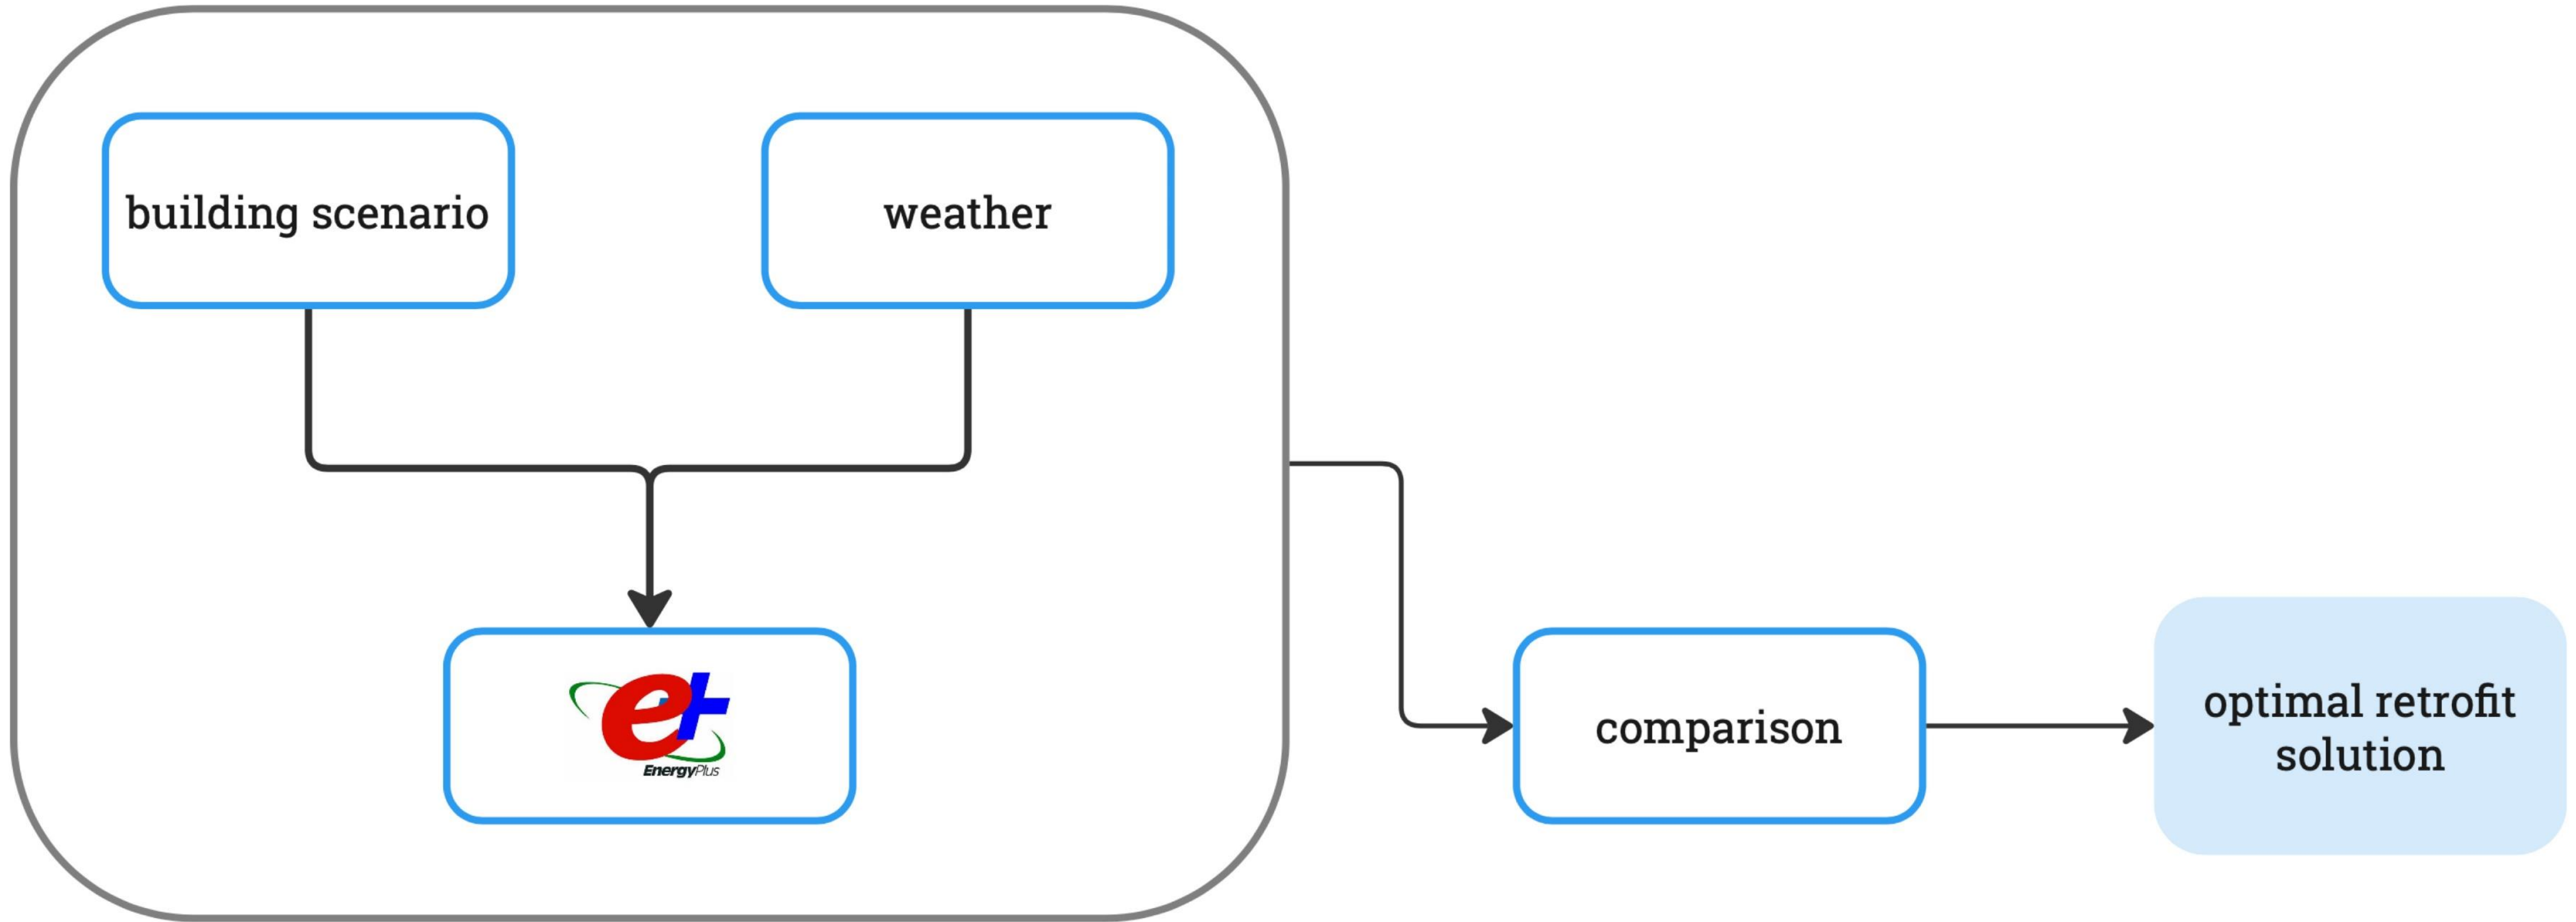 building scenario
weather
e+
EnergyPlus
comparison
optimal retrofit
solution